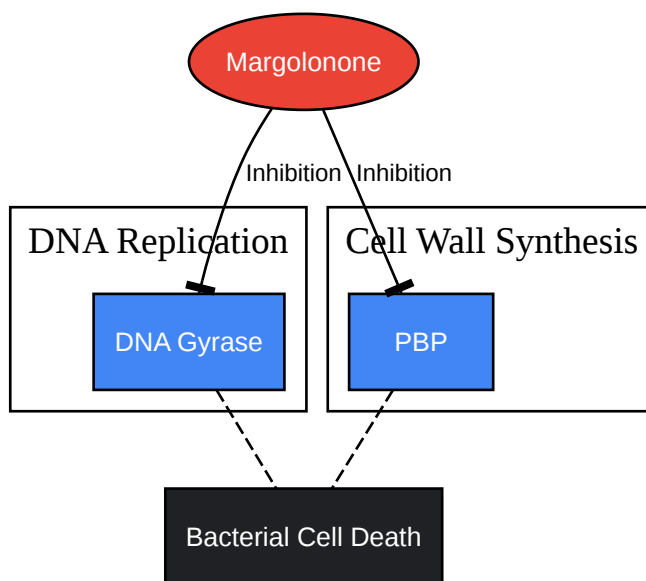 Margolonone
Inhibition
Inhibition
DNA Replication
Cell Wall Synthesis
DNA Gyrase
PBP
Bacterial Cell Death